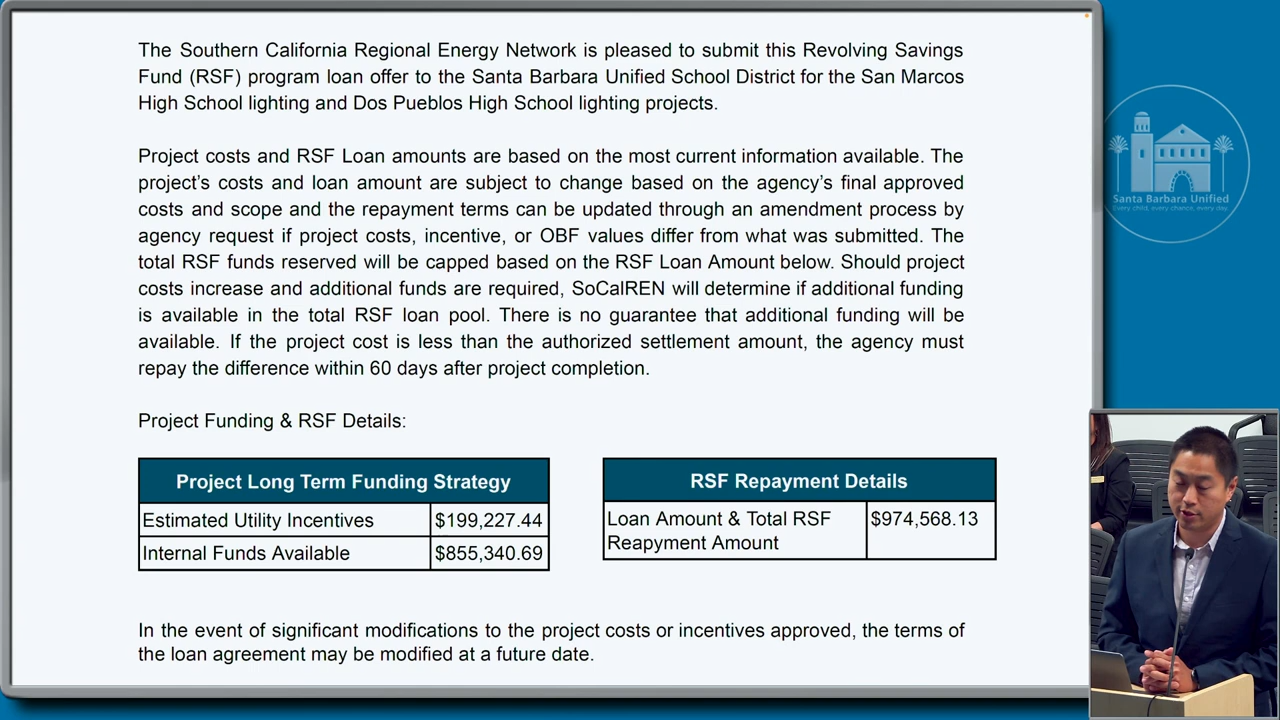 The Southern California Regional Energy Network is pleased to submit this Revolving Savings
Fund (RSF) program loan offer to the Santa Barbara Unified School District for the San Marcos
High School lighting and Dos Pueblos High School lighting projects.
Project costs and RSF Loan amounts are based on the most current information available. The
project's costs and loan amount are subject to change based on the agency's final approved
costs and scope and the repayment terms can be updated through an amendment process by
agency request if project costs, incentive, or OBF values differ from what was submitted. The
total RSF funds reserved will be capped based on the RSF Loan Amount below. Should project
costs increase and additional funds are required, SoCalREN will determine if additional funding
is available in the total RSF loan pool. There is no guarantee that additional funding will be
available. If the project cost is less than the authorized settlement amount, the agency must
repay the difference within 60 days after project completion.
Project Funding & RSF Details:
Project Long Term Funding Strategy
Estimated Utility Incentives $199,227.44
Internal Funds Available $855,340.69
RSF Repayment Details
Loan Amount & Total RSF $974,568.13
Reapyment Amount
In the event of significant modifications to the project costs or incentives approved, the terms of
the loan agreement may be modified at a future date.
Santa Barbara Unified
Every child, every chance, every day.